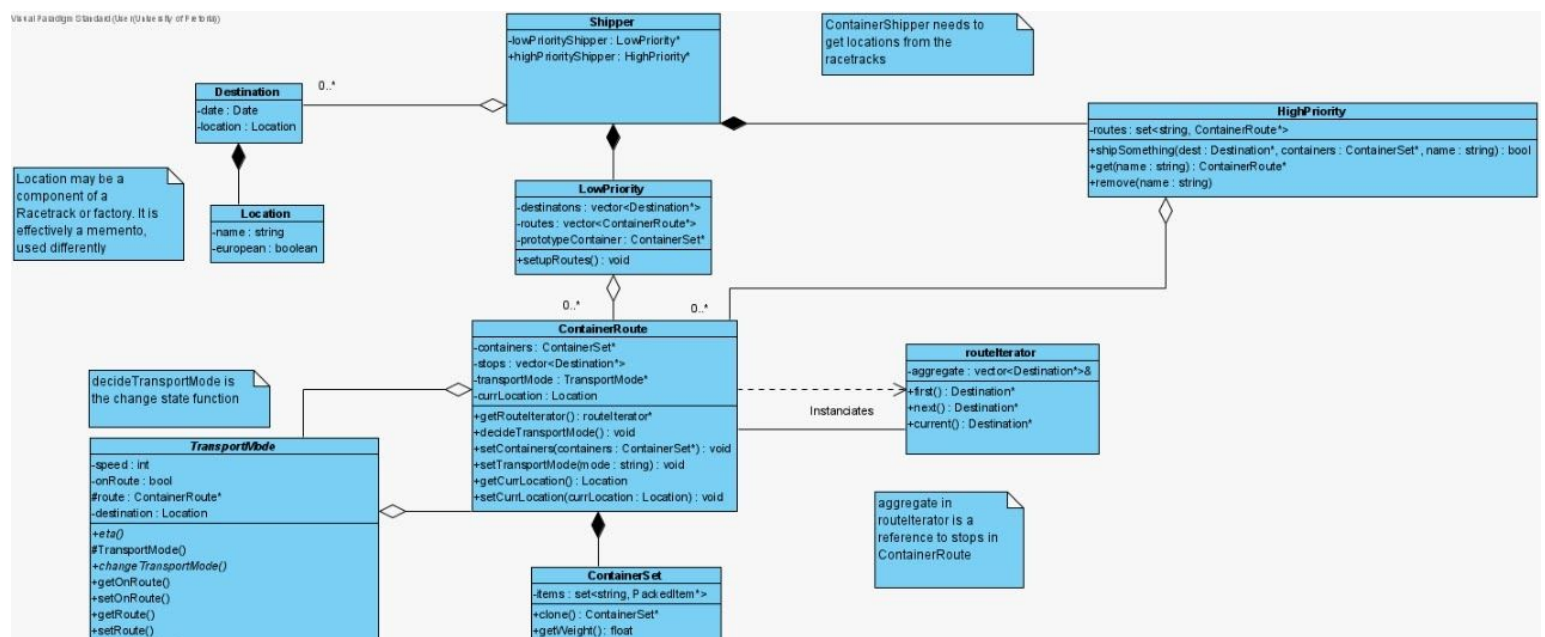 Visual Paradigm Standard(User(University of Pretoria))
Shipper
-lowPriorityShipper : LowPriority*
+highPriorityShipper : HighPriority*
ContainerShipper needs to
get locations from the
racetracks
0..*
Destination
-date : Date
-location : Location
HighPriority
-routes : set<string, ContainerRoute*>
+shipSomething(dest : Destination*, containers : ContainerSet*, name : string) : bool
+get(name : string) : ContainerRoute*
+remove(name : string)
Location may be a
component of a
Racetrack or factory. It is
effectively a memento,
used differently
Location
-name : string
-european : boolean
LowPriority
-destinatons : vector<Destination*>
-routes : vector<ContainerRoute*>
-prototypeContainer : ContainerSet*
+setupRoutes() : void
0..*
0..*
ContainerRoute
-containers : ContainerSet*
-stops : vector<Destination*>
-transportMode : TransportMode*
-currLocation : Location
+getRouteIterator() : routeIterator*
+decideTransportMode() : void
+setContainers(containers : ContainerSet*) : void
+setTransportMode(mode : string) : void
+getCurrLocation() : Location
+setCurrLocation(currLocation : Location) : void
routeIterator
-aggregate : vector<Destination*>&
+first() : Destination*
+next() : Destination*
+current() : Destination*
Instanciates
decideTransportMode is
the change state function
TransportMode
-speed : int
-onRoute : bool
#route : ContainerRoute*
-destination : Location
+eta()
#TransportMode()
+changeTransportMode()
+getOnRoute()
+setOnRoute()
+getRoute()
+setRoute()
aggregate in
routeIterator is a
reference to stops in
ContainerRoute
ContainerSet
-items : set<string, PackedItem*>
+clone() : ContainerSet*
+getWeight() : float